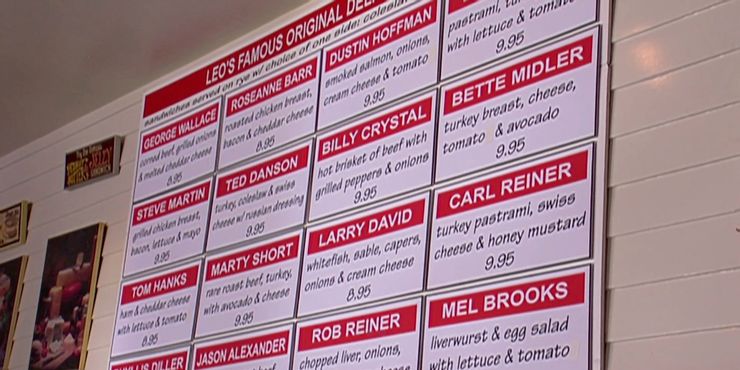 LEO'S FAMOUS ORIGINAL
sandwiches served on rye w/ choice of one side:
GEORGE WALLACE
corned beef, grilled onions
& melted cheddar cheese
8.95
ROSEANNE BARR
roasted chicken breast,
bacon & cheddar cheese
8.95
DUSTIN HOFFMAN
smoked salmon, onions,
cream cheese & tomato
9.95
pastrami,
with lettuce & tomato
9.95
STEVE MARTIN
grilled chicken breast,
bacon, lettuce & mayo
9.95
TED DANSON
turkey, coleslaw & swiss
cheese w/ russian dressing
9.95
BILLY CRYSTAL
hot brisket of beef with
grilled peppers & onions
9.95
BETTE MIDLER
turkey breast, cheese,
tomato & avocado
9.95
TOM HANKS
ham & cheddar cheese
with lettuce & tomato
8.95
MARTY SHORT
rare roast beef, turkey,
with avocado & cheese
9.95
LARRY DAVID
whitefish, sable, capers,
onions & cream cheese
8.95
CARL REINER
turkey pastrami, swiss
cheese & honey mustard
9.95
PHYLLIS DILLER
JASON ALEXANDER
beef
ROB REINER
chopped liver, onions,
MEL BROOKS
liverwurst & egg salad
with lettuce & tomato